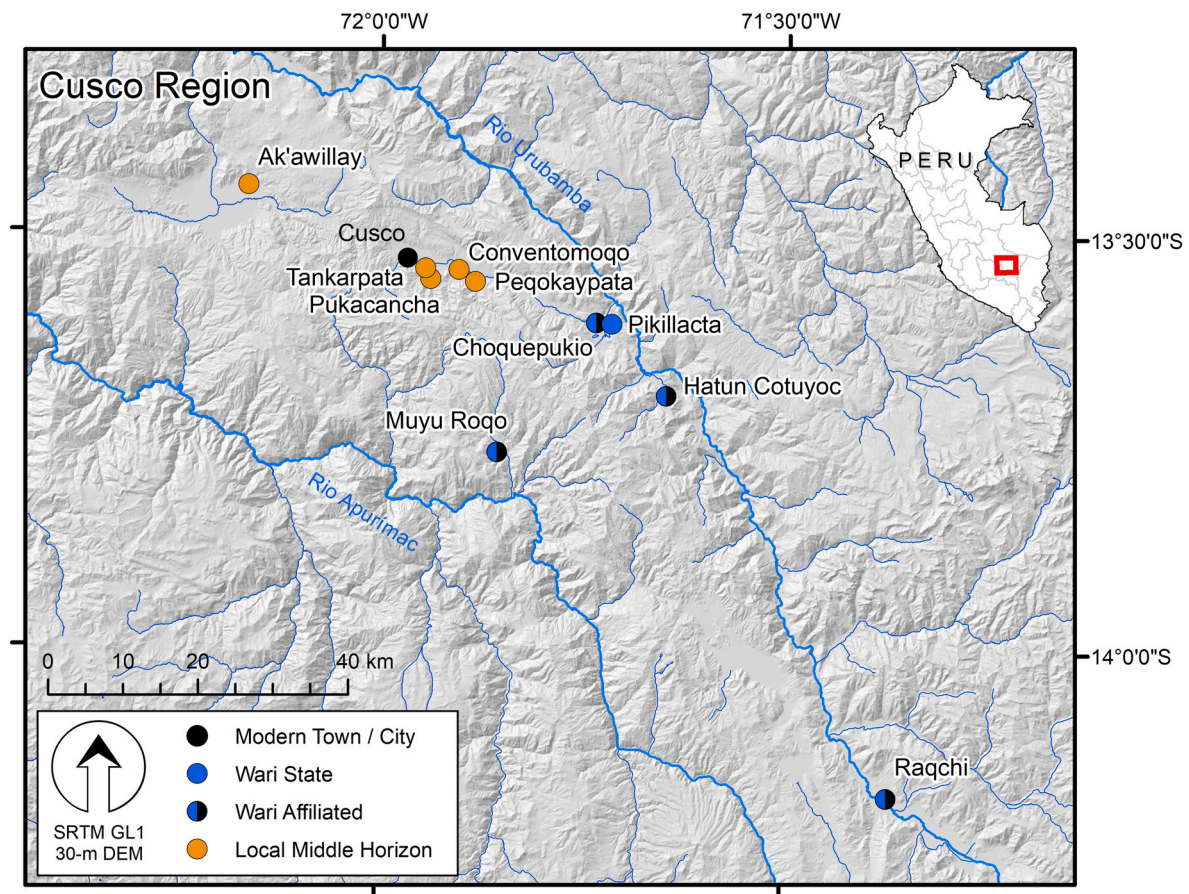 72°0'0"W
71°30'0"W
Cusco Region
Rio Urubamba
PERU
Ak'awillay
13°30'0"S
Cusco
Conventomoqo
Tankarpata
Peqokaypata
Pukacancha
Pikillacta
Choquepukio
Hatun Cotuyoc
Muyu Roqo
Rio Apurímac
14°0'0"S
0 10 20 40 km
Raqchi
Modern Town / City
Wari State
Wari Affiliated
Local Middle Horizon
SRTM GL1
30-m DEM